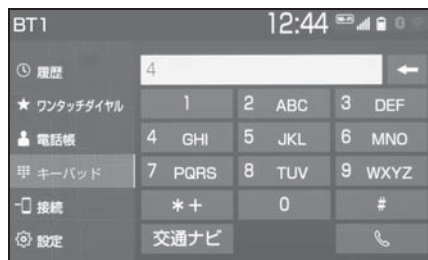 BT1 12:44
履歴
4
ワンタッチダイヤル
1 2 ABC 3 DEF
電話帳
4 GHI 5 JKL 6 MNO
キーパッド
7 PQRS 8 TUV 9 WXYZ
接続
*+ 0 #
設定
交通ナビ